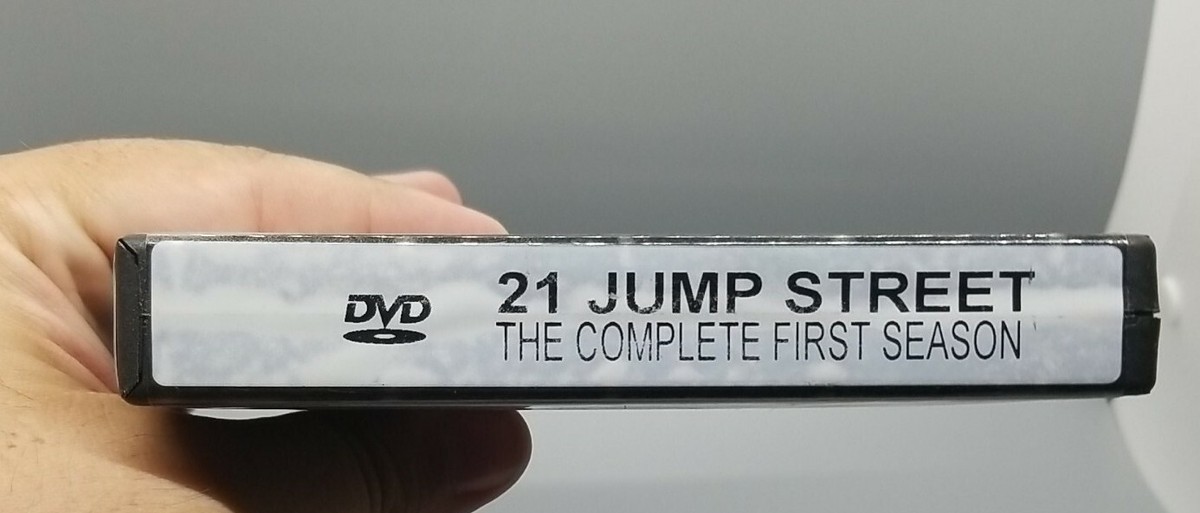 DVD
21 JUMP STREET
THE COMPLETE FIRST SEASON